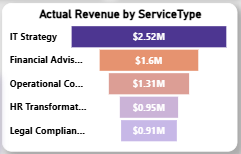 Actual Revenue by ServiceType
IT Strategy $2.52M
Financial Advis... $1.6M
Operational Co... $1.31M
HR Transformat... $0.95M
Legal Complian... $0.91M